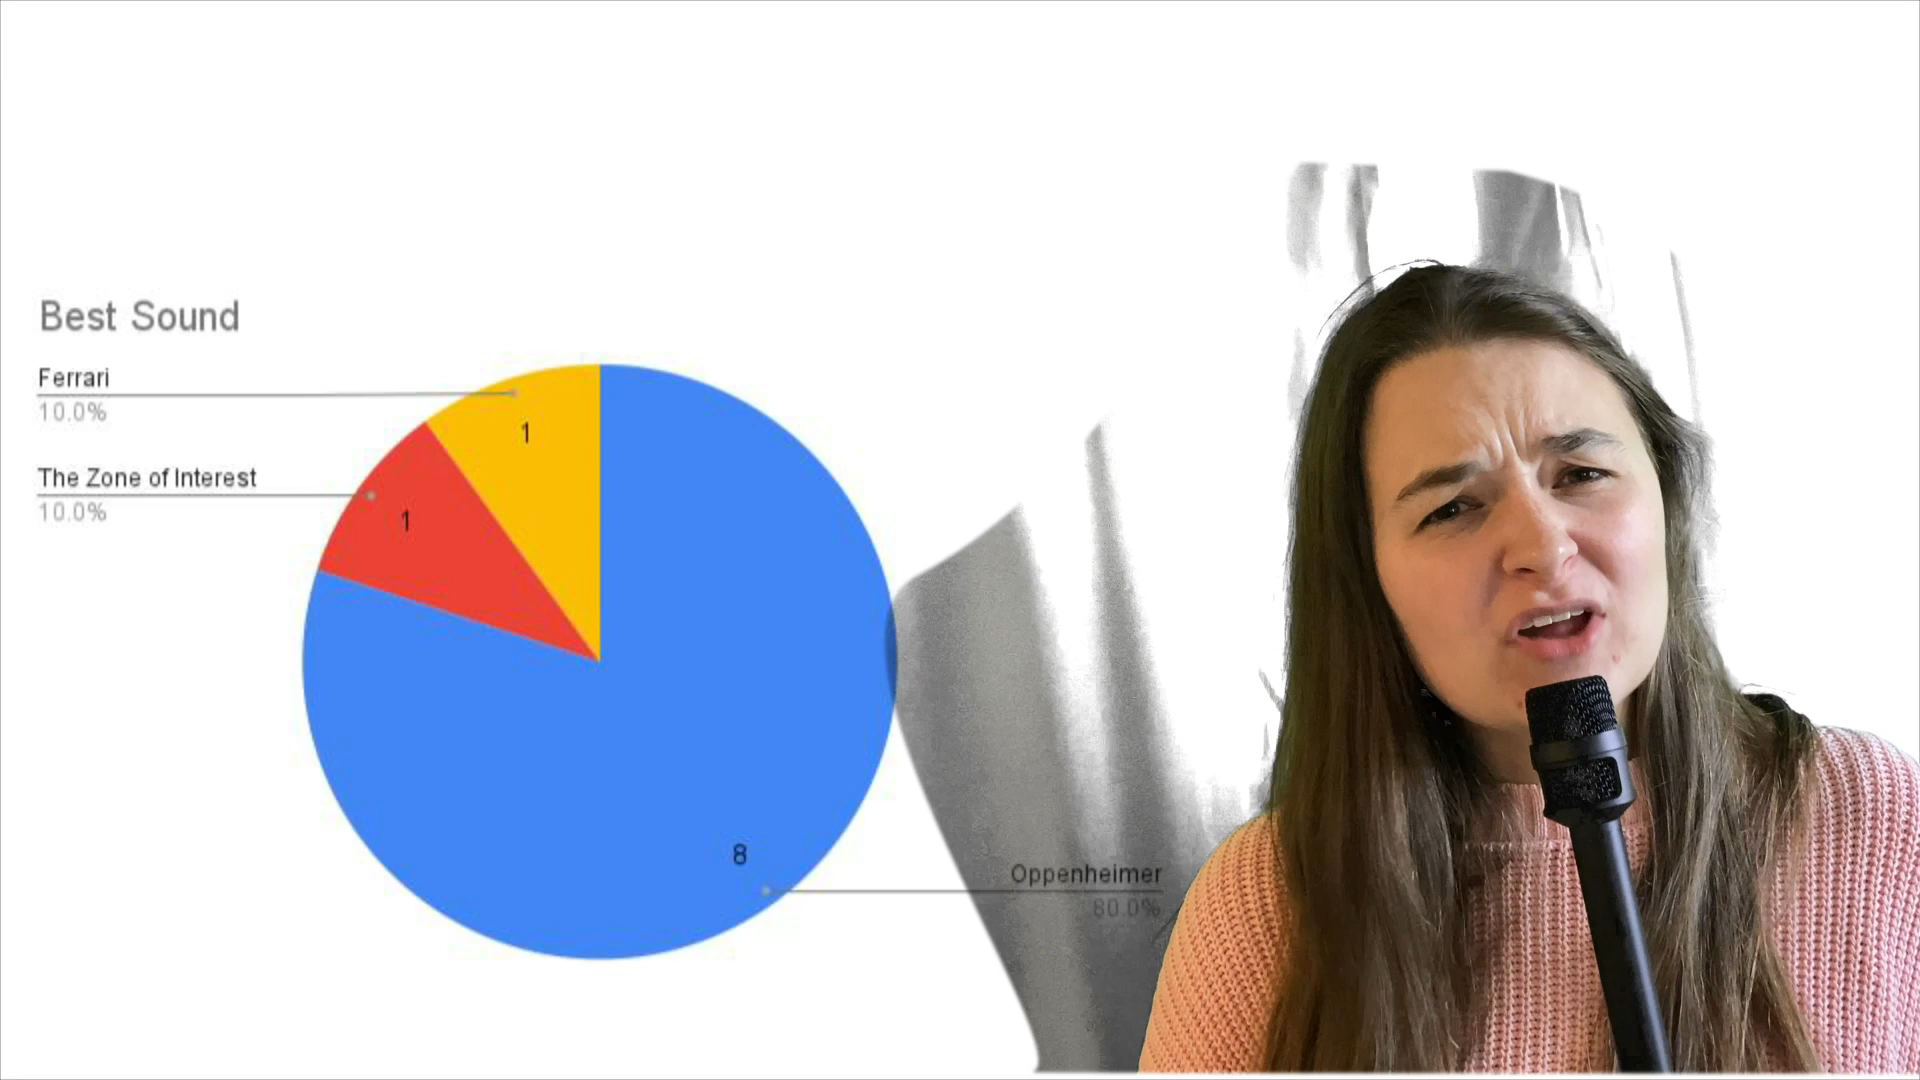 Best Sound
Ferrari
10.0%
1
The Zone of Interest
10.0%
1
8
Oppenheimer
80.0%